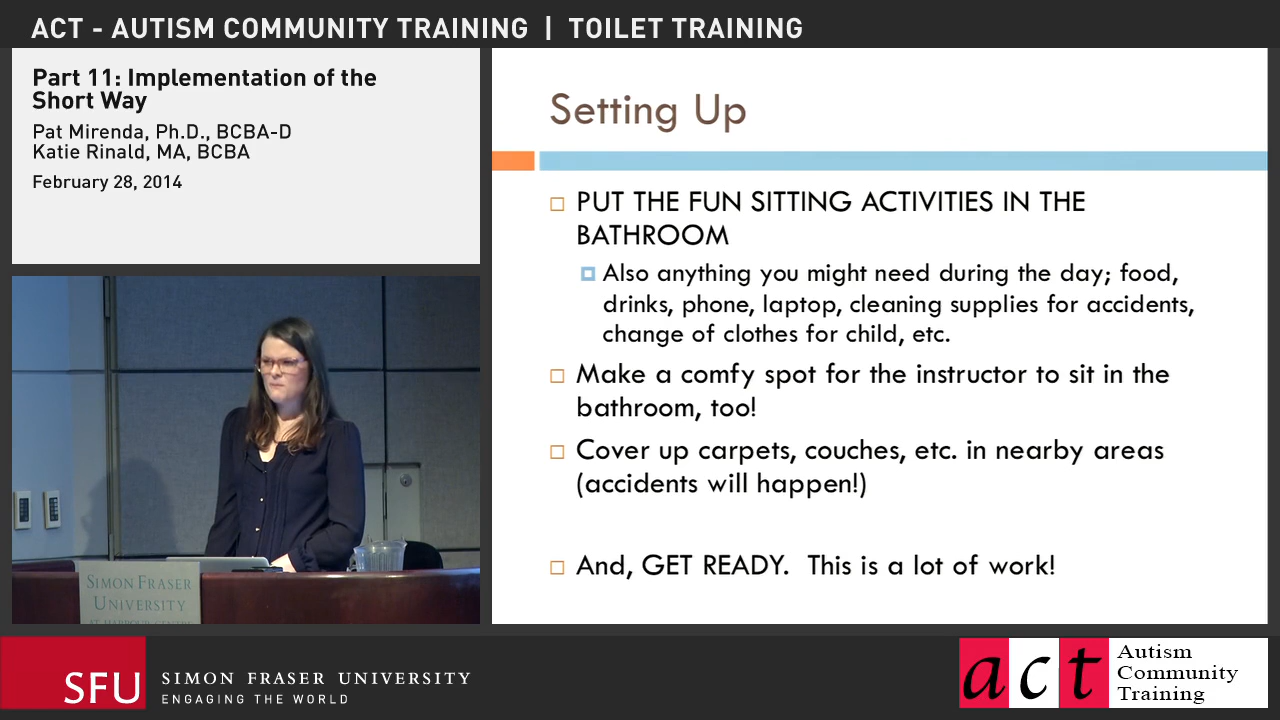 ACT - AUTISM COMMUNITY TRAINING | TOILET TRAINING
Part 11: Implementation of the
Short Way
Pat Mirenda, Ph.D., BCBA-D
Katie Rinald, MA, BCBA
February 28, 2014
Setting Up
PUT THE FUN SITTING ACTIVITIES IN THE
BATHROOM
Also anything you might need during the day; food,
drinks, phone, laptop, cleaning supplies for accidents,
change of clothes for child, etc.
Make a comfy spot for the instructor to sit in the
bathroom, too!
Cover up carpets, couches, etc. in nearby areas
(accidents will happen!)
And, GET READY. This is a lot of work!
SIMON FRASER
UNIVERSITY
AT HARBOUR CENTRE
SFU
SIMON FRASER UNIVERSITY
ENGAGING THE WORLD
act
Autism
Community
Training